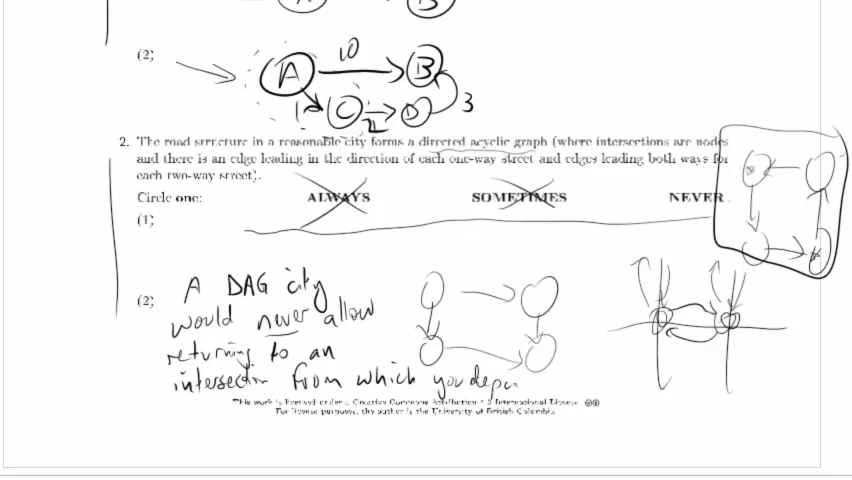 A
B
(2)
A
10
B
1
C
2
D
3
2. The road structure in a reasonable city forms a directed acyclic graph (where intersections are nodes
and there is an edge leading in the direction of each one-way street and edges leading both ways for
each two-way street).
Circle one: ALWAYS SOMETIMES NEVER
(1)
(2)
A DAG city
would never allow
returning to an
intersection from which you depa
This work is licensed under a Creative Commons Attribution 4.0 International License
For license purposes, the author is the University of British Columbia